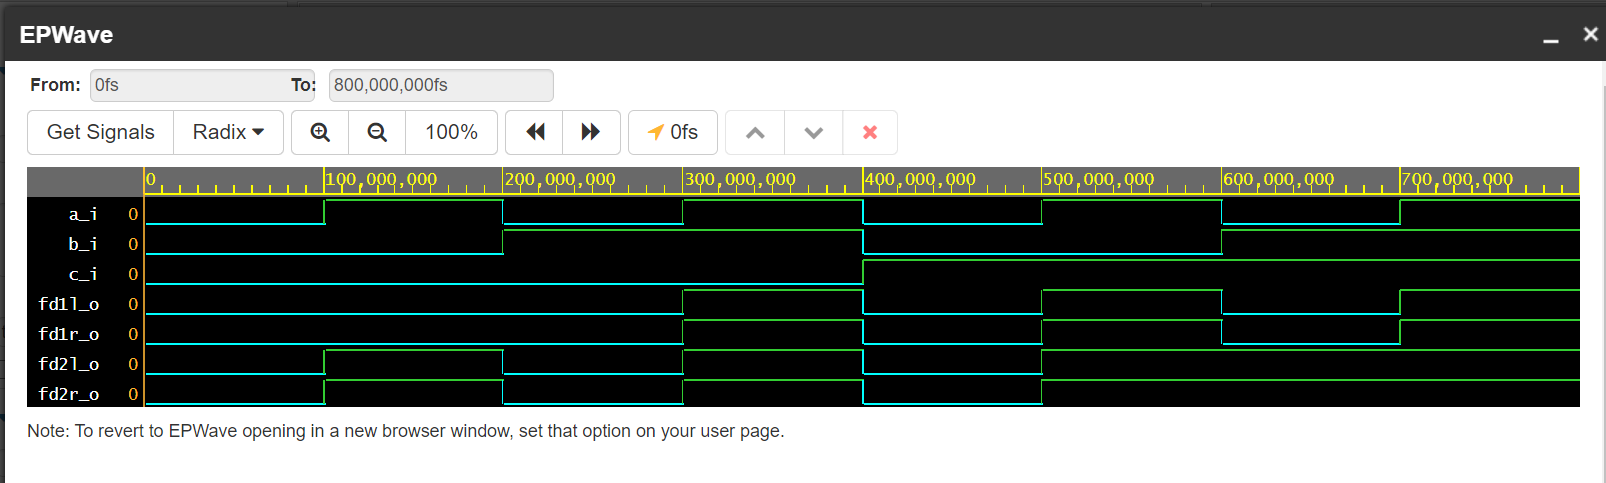 EPWave
From: 0fs To: 800,000,000fs
Get Signals Radix 100% 0fs
0 100,000,000 200,000,000 300,000,000 400,000,000 500,000,000 600,000,000 700,000,000
a_i 0
b_i 0
c_i 0
fd1l_o 0
fd1r_o 0
fd2l_o 0
fd2r_o 0
Note: To revert to EPWave opening in a new browser window, set that option on your user page.